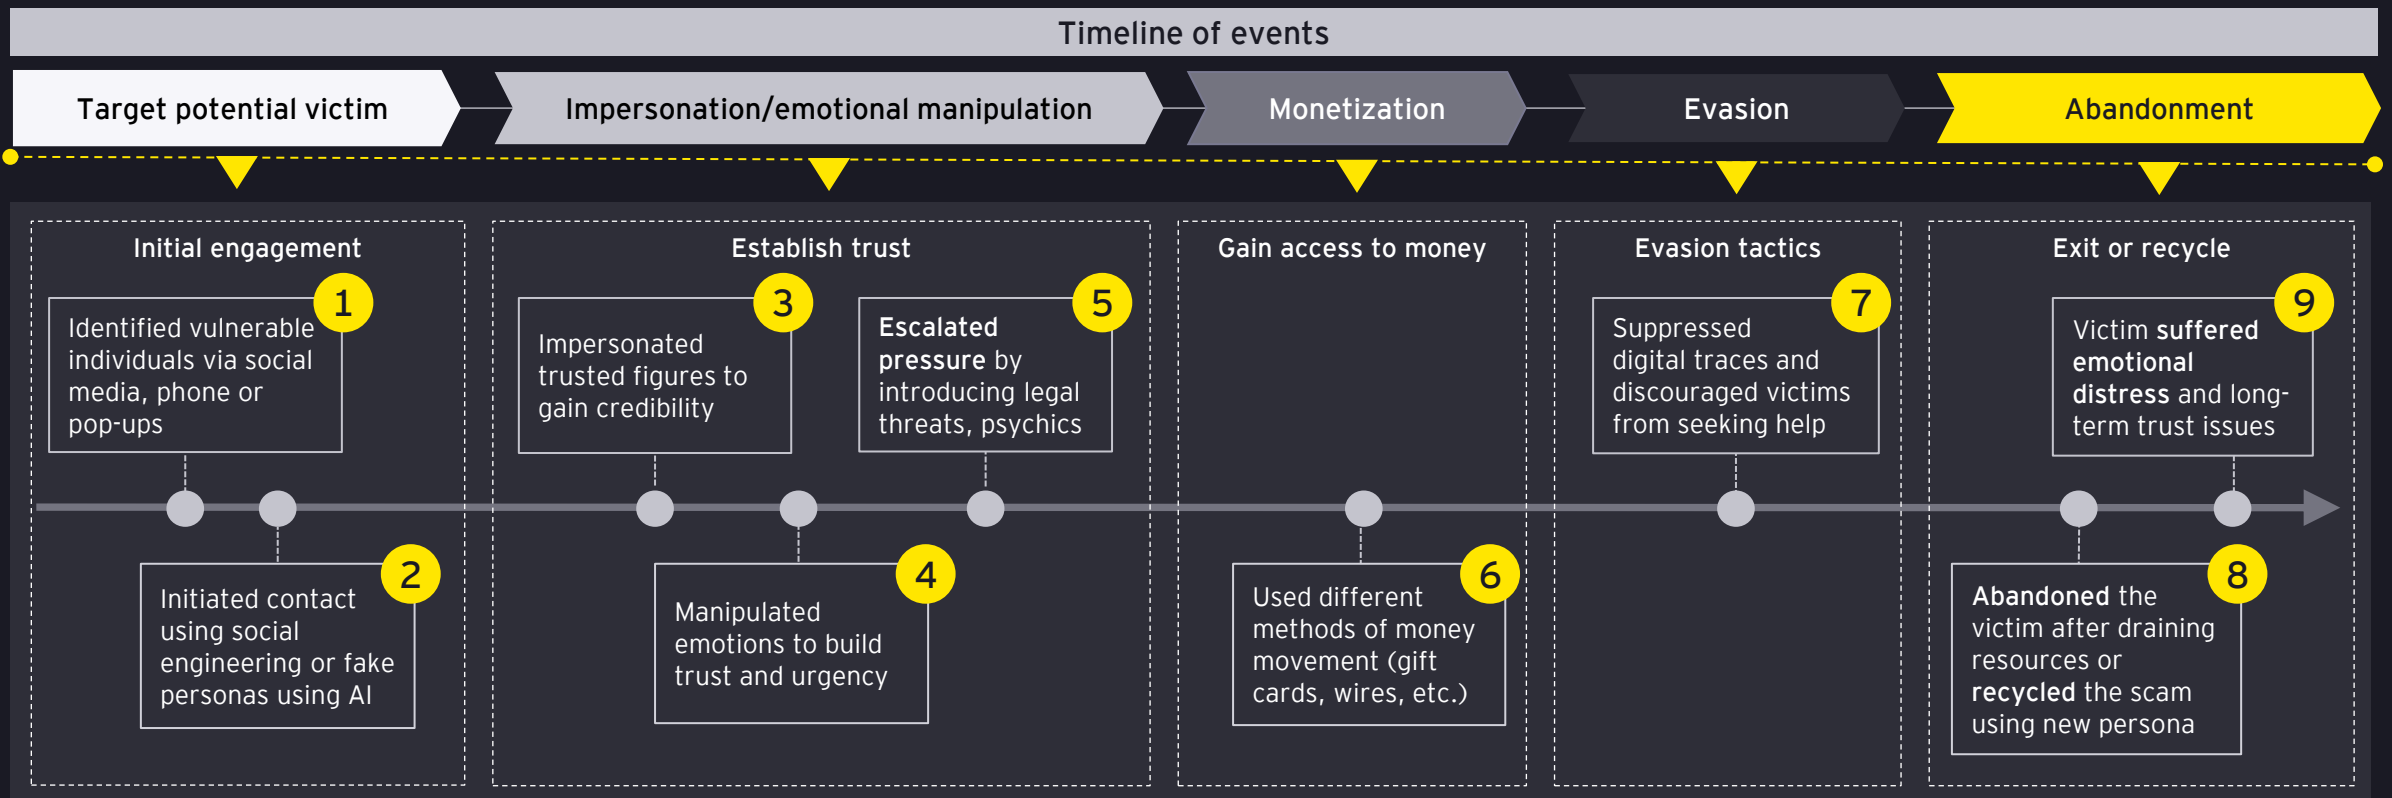 Timeline of events
Target potential victim
Impersonation/emotional manipulation
Monetization
Evasion
Abandonment
Initial engagement
1
Identified vulnerable
individuals via social
media, phone or
pop-ups
2
Initiated contact
using social
engineering or fake
personas using AI
Establish trust
3
Impersonated
trusted figures to
gain credibility
4
Manipulated
emotions to build
trust and urgency
5
Escalated
pressure by
introducing legal
threats, psychics
Gain access to money
6
Used different
methods of money
movement (gift
cards, wires, etc.)
Evasion tactics
7
Suppressed
digital traces and
discouraged victims
from seeking help
Exit or recycle
8
Abandoned the
victim after draining
resources or
recycled the scam
using new persona
9
Victim suffered
emotional
distress and long-
term trust issues